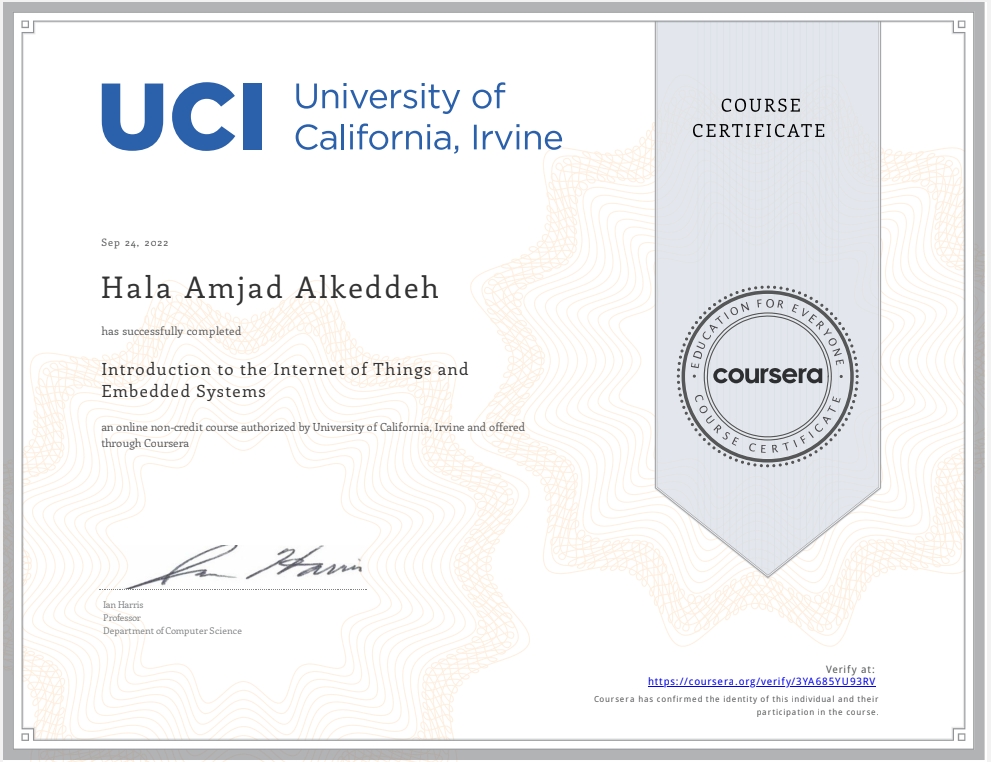 UCI University of
California, Irvine
COURSE
CERTIFICATE
Sep 24, 2022
Hala Amjad Alkeddeh
has successfully completed
Introduction to the Internet of Things and
Embedded Systems
an online non-credit course authorized by University of California, Irvine and offered
through Coursera
EDUCATION FOR EVERYONE
coursera
COURSE CERTIFICATE
Ian Harris
Ian Harris
Professor
Department of Computer Science
Verify at:
https://coursera.org/verify/3YA685YU93RV
Coursera has confirmed the identity of this individual and their
participation in the course.